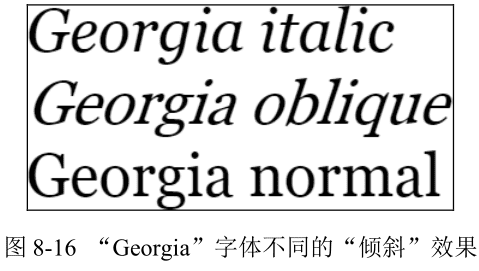 Georgia italic
Georgia oblique
Georgia normal
图 8-16 “Georgia”字体不同的“倾斜”效果